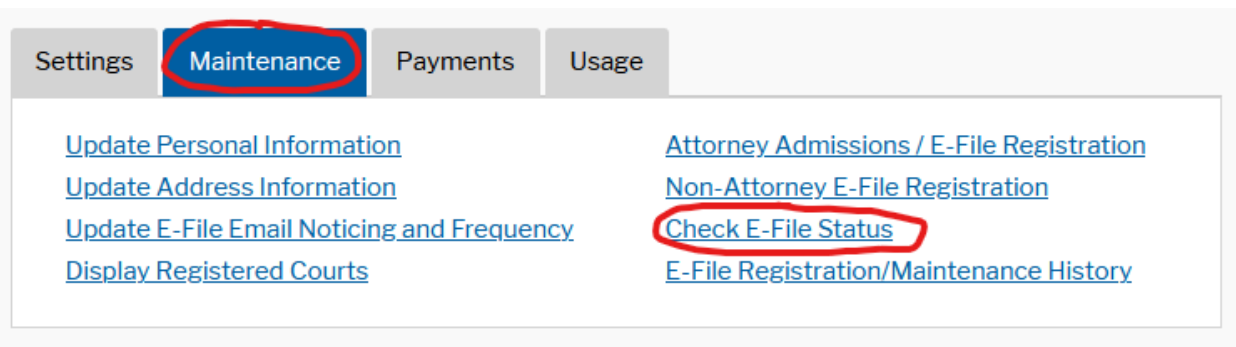 Settings Maintenance Payments Usage
Update Personal Information
Update Address Information
Update E-File Email Noticing and Frequency
Display Registered Courts
Attorney Admissions / E-File Registration
Non-Attorney E-File Registration
Check E-File Status
E-File Registration/Maintenance History